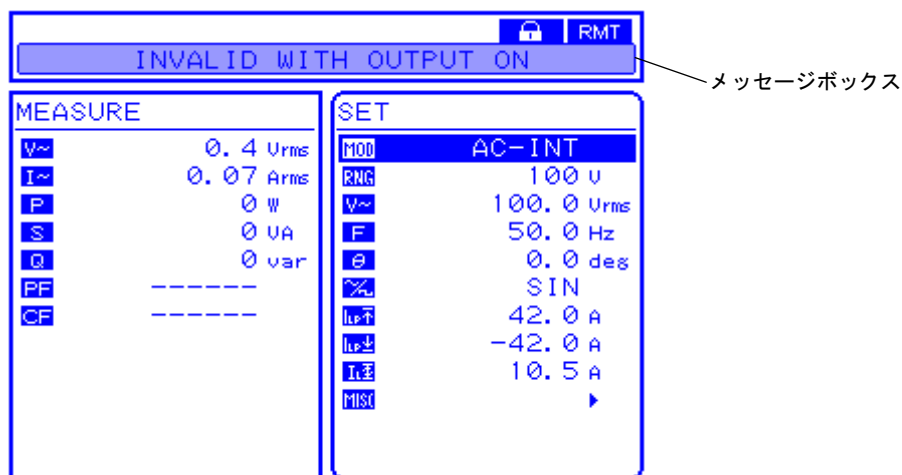 RMT
INVALID WITH OUTPUT ON
メッセージボックス
MEASURE
V~ 0.4 Vrms
I~ 0.07 Arms
P 0 W
S 0 VA
Q 0 var
PF ------
CF ------
SET
MOD AC-INT
RNG 100 V
V~ 100.0 Vrms
F 50.0 Hz
θ 0.0 deg
SIN
42.0 A
-42.0 A
10.5 A
MISC